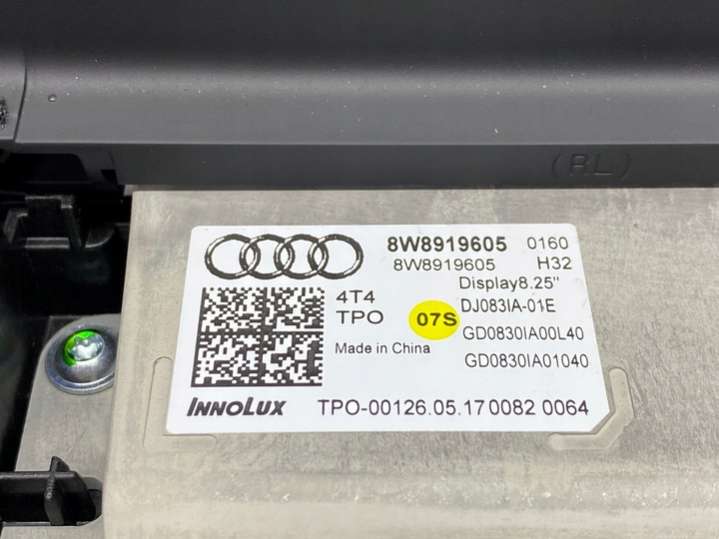 (RL)
8W8919605 0160
8W8919605 H32
Display8.25"
4T4
TPO
07S
DJ083IA-01E
GD0830IA00L40
Made in China
GD0830IA01040
INNOLUX
TPO-00126.05.17 0082 0064